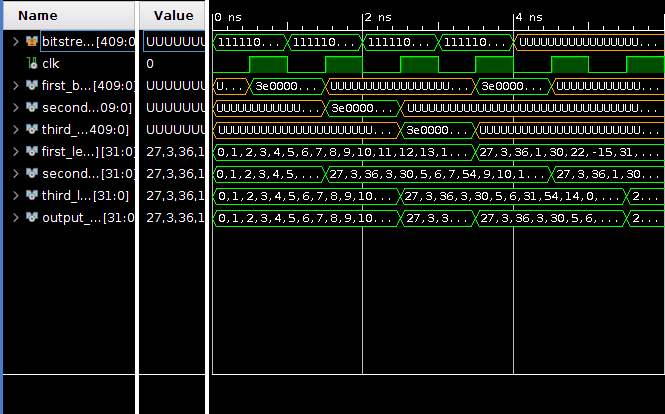 Name Value 0 ns 2 ns 4 ns
bitstre...[409:0] UUUUUUU 111110... 111110... 111110... 111110... UUUUUUUUUUUUUUUU...
clk 0
first_b...[409:0] UUUUUUU U... 3e0000... UUUUUUUUUUUUUUUU... 3e0000... UUUUUUUUUUU...
second...09:0] UUUUUUU UUUUUUUUUUU... 3e0000... UUUUUUUUUUUUUUUUUUUUUUUUUUUU...
third_...409:0] UUUUUUU UUUUUUUUUUUUUUUUUUUU... 3e0000... UUUUUUUUUUUUUUUUUUUU...
first_le...][31:0] 27,3,36,1 0,1,2,3,4,5,6,7,8,9,10,11,12,13,1... 27,3,36,1,30,22,-15,31,...
second...[31:0] 27,3,36,1 0,1,2,3,4,5,... 27,3,36,3,30,5,6,7,54,9,10,1... 27,3,36,1,30...
third_l...[31:0] 27,3,36,1 0,1,2,3,4,5,6,7,8,9,10... 27,3,36,3,30,5,6,31,54,14,0,... 2...
output_...[31:0 27,3,36,1 0,1,2,3,4,5,6,7,8,9,10... 27,3,3... 27,3,36,3,30,5,6,... 2...